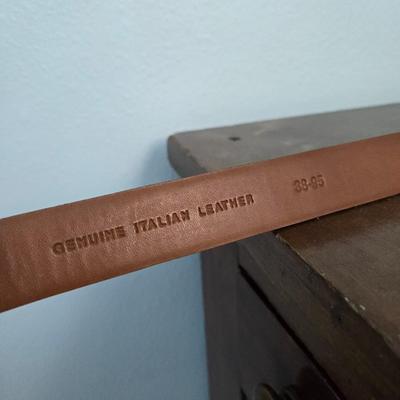 GENUINE ITALIAN LEATHER 38-95